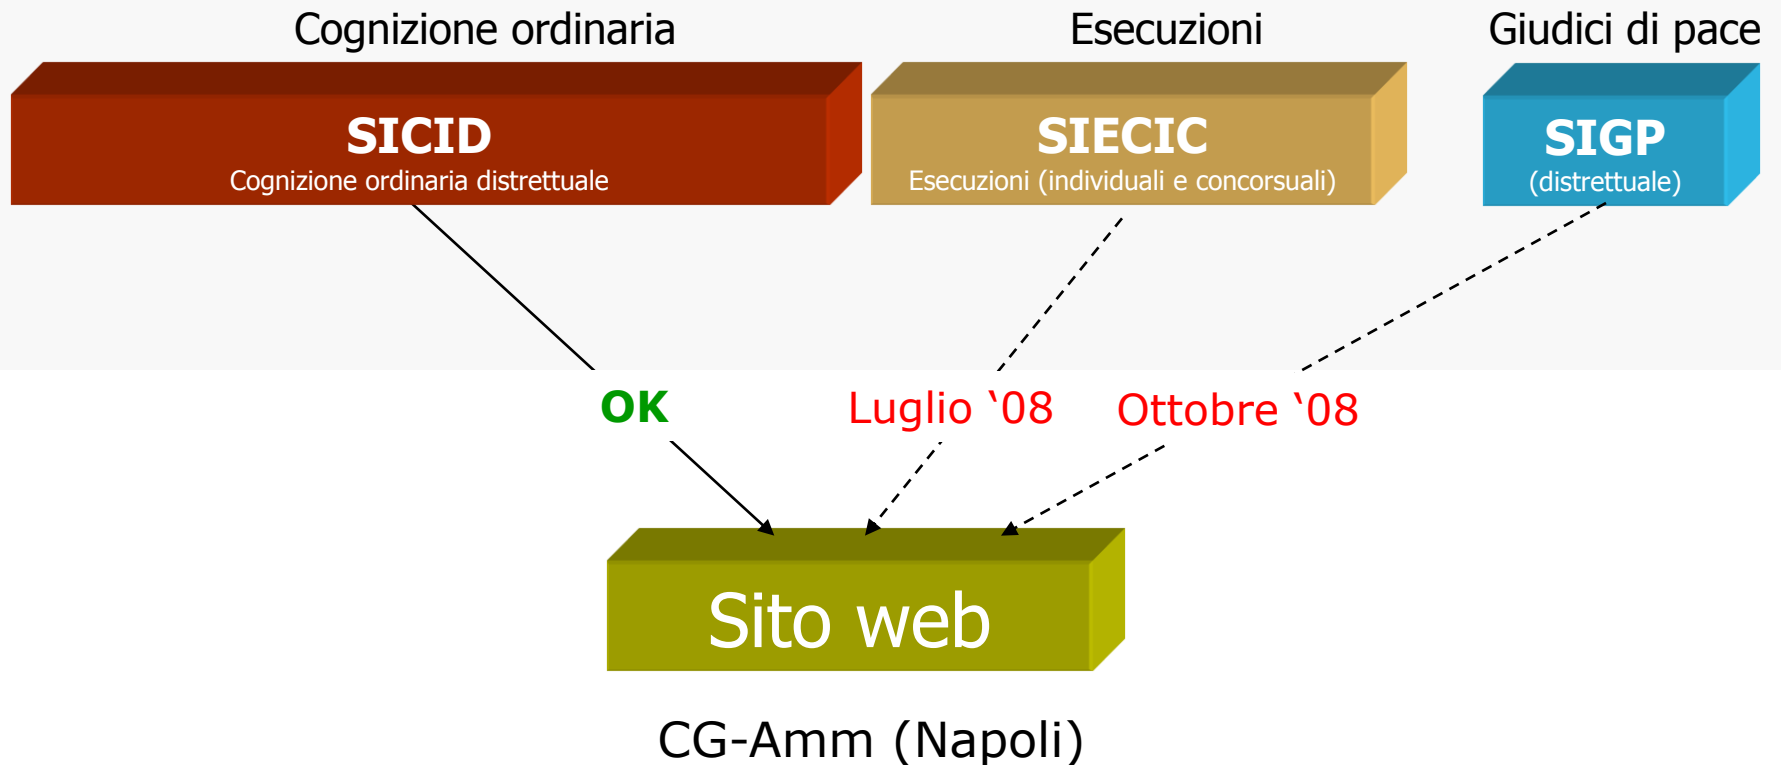 Cognizione ordinaria
Esecuzioni
Giudici di pace
SICID
Cognizione ordinaria distrettuale
SIECIC
Esecuzioni (individuali e concorsuali)
SIGP
(distrettuale)
OK
Luglio ‘08
Ottobre ‘08
Sito web
CG-Amm (Napoli)